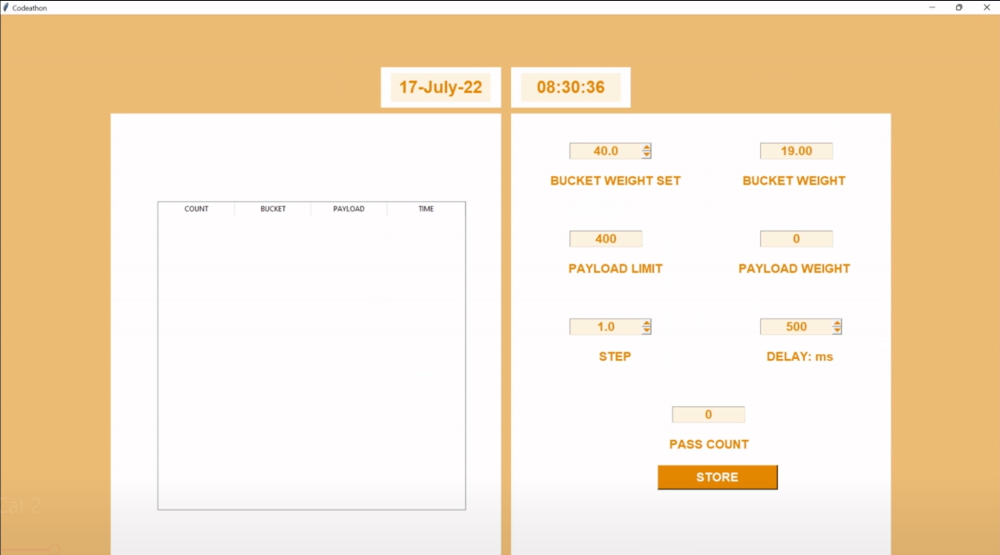 Codeathon
17-July-22
08:30:36
COUNT BUCKET PAYLOAD TIME
40.0 19.00
BUCKET WEIGHT SET BUCKET WEIGHT
400 0
PAYLOAD LIMIT PAYLOAD WEIGHT
1.0 500
STEP DELAY: ms
0
PASS COUNT
STORE
Cat 2